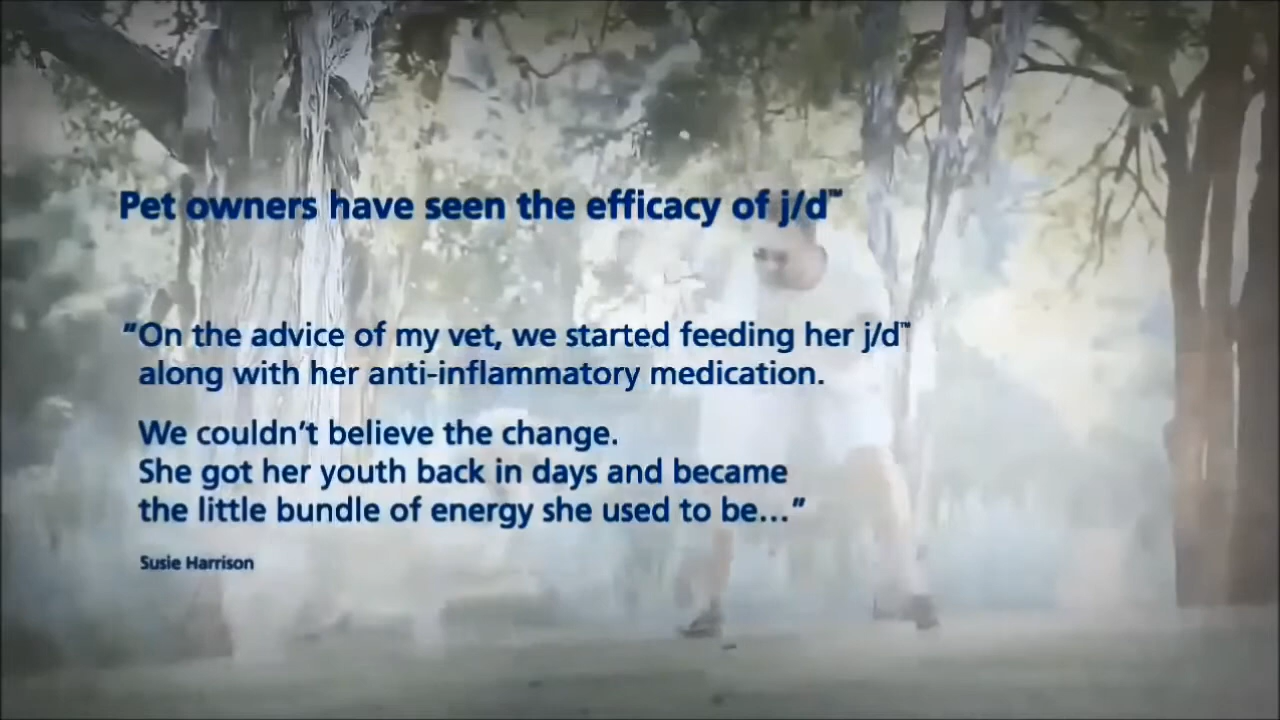 Pet owners have seen the efficacy of j/d™
“On the advice of my vet, we started feeding her j/d™
along with her anti-inflammatory medication.
We couldn’t believe the change.
She got her youth back in days and became
the little bundle of energy she used to be...”
Susie Harrison